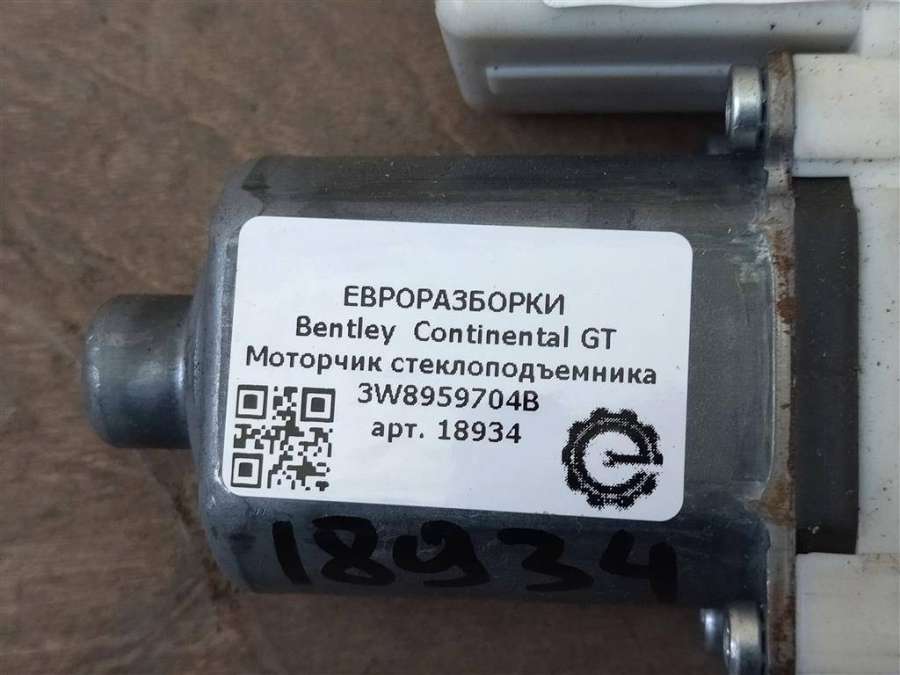 ЕВРОРАЗБОРКИ
Bentley Continental GT
Моторчик стеклоподъемника
3W8959704B
арт. 18934
18934